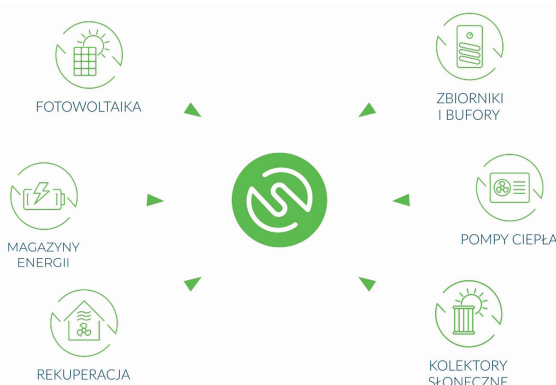 FOTOWOLTAIKA
ZBIORNIKI
I BUFORY
MAGAZYNY
ENERGII
POMPY CIEPŁA
REKUPERACJA
KOLEKTORY
SŁONECZNE